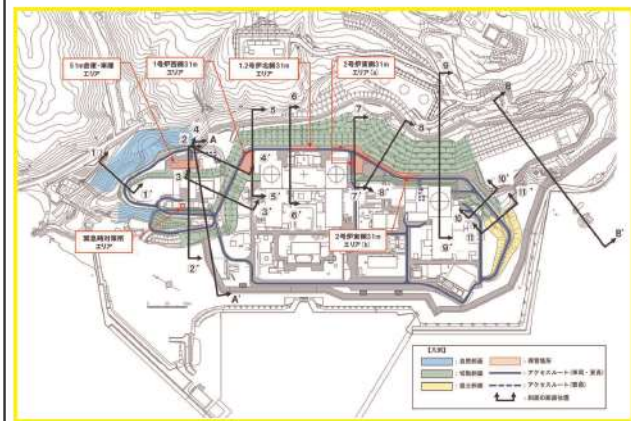 51m倉庫・車庫
エリア
1号炉西側31m
エリア
1,2号炉北側31m
エリア
2号炉東側31m
エリア[a]
9
B
6
7
5
8
4
A
2
1
3
4'
1'
5'
3'
6'
7'
8'
10'
11'
10
11
9'
2号炉東側31m
エリア[b]
緊急時対策所
エリア
2'
A'
B'
【凡例】
:自然斜面
:保管場所
:切取斜面
:アクセスルート(車両・要員)
:盛土斜面
:アクセスルート(要員)
:斜面の断面位置